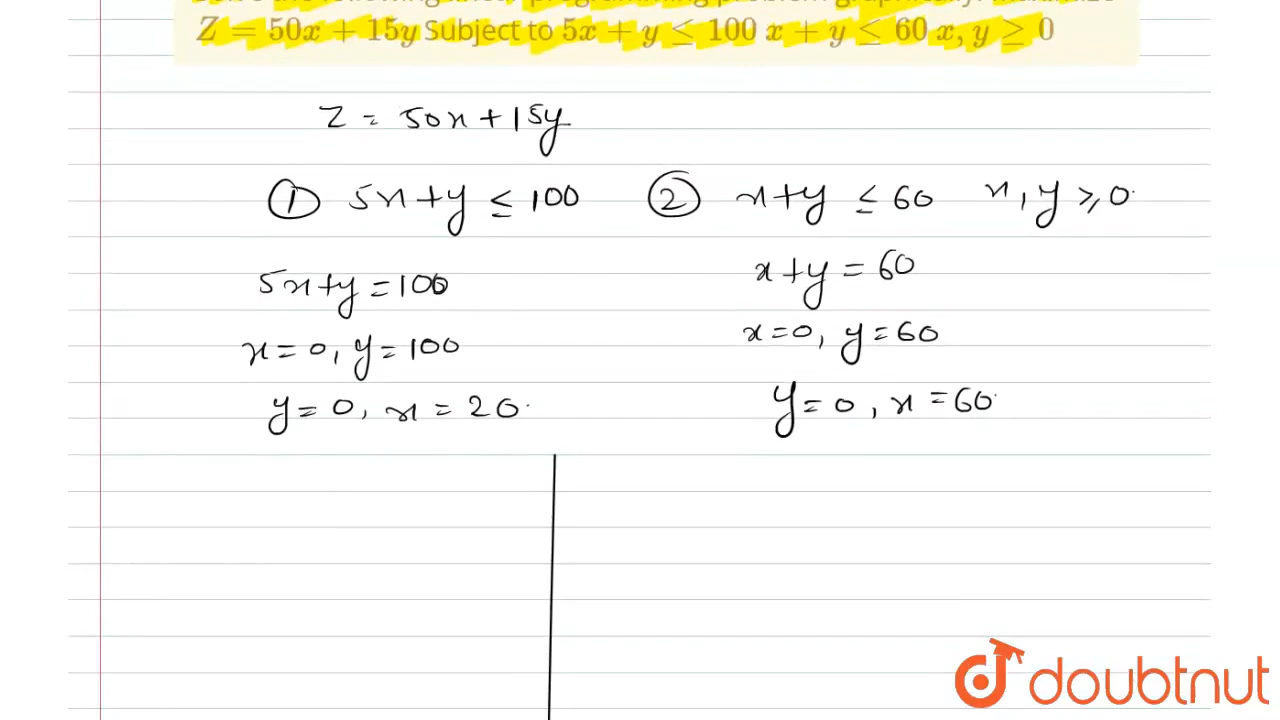 Z = 50x + 15y Subject to 5x + y ≤ 100 x + y ≤ 60 x, y ≥ 0
Z = 50x + 15y
① 5x + y ≤ 100 ② x + y ≤ 60 x, y ≥ 0
5x + y = 100 x + y = 60
x = 0, y = 100 x = 0, y = 60
y = 0, x = 20 y = 0, x = 60
doubtnut